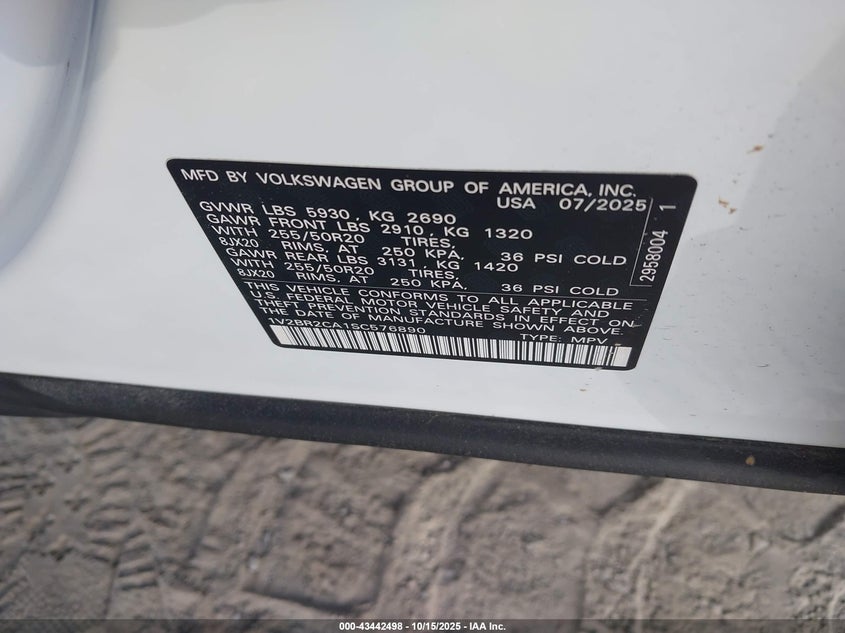 MFD BY VOLKSWAGEN GROUP OF AMERICA, INC.
USA 07/2025
GVWR LBS 5930, KG 2690
GAWR FRONT LBS 2910, KG 1320
WITH 255/50R20 TIRES,
8JX20 RIMS, AT 250 KPA, 36 PSI COLD
GAWR REAR LBS 3131, KG 1420
WITH 255/50R20 TIRES,
8JX20 RIMS, AT 250 KPA, 36 PSI COLD
THIS VEHICLE CONFORMS TO ALL APPLICABLE
U.S. FEDERAL MOTOR VEHICLE SAFETY AND
THEFT PREVENTION STANDARDS IN EFFECT ON
THE DATE OF MANUFACTURE SHOWN ABOVE.
1V2BR2CA1SC576890 TYPE: MPV
2958004 1
000-43442498 - 10/15/2025 - IAA Inc.